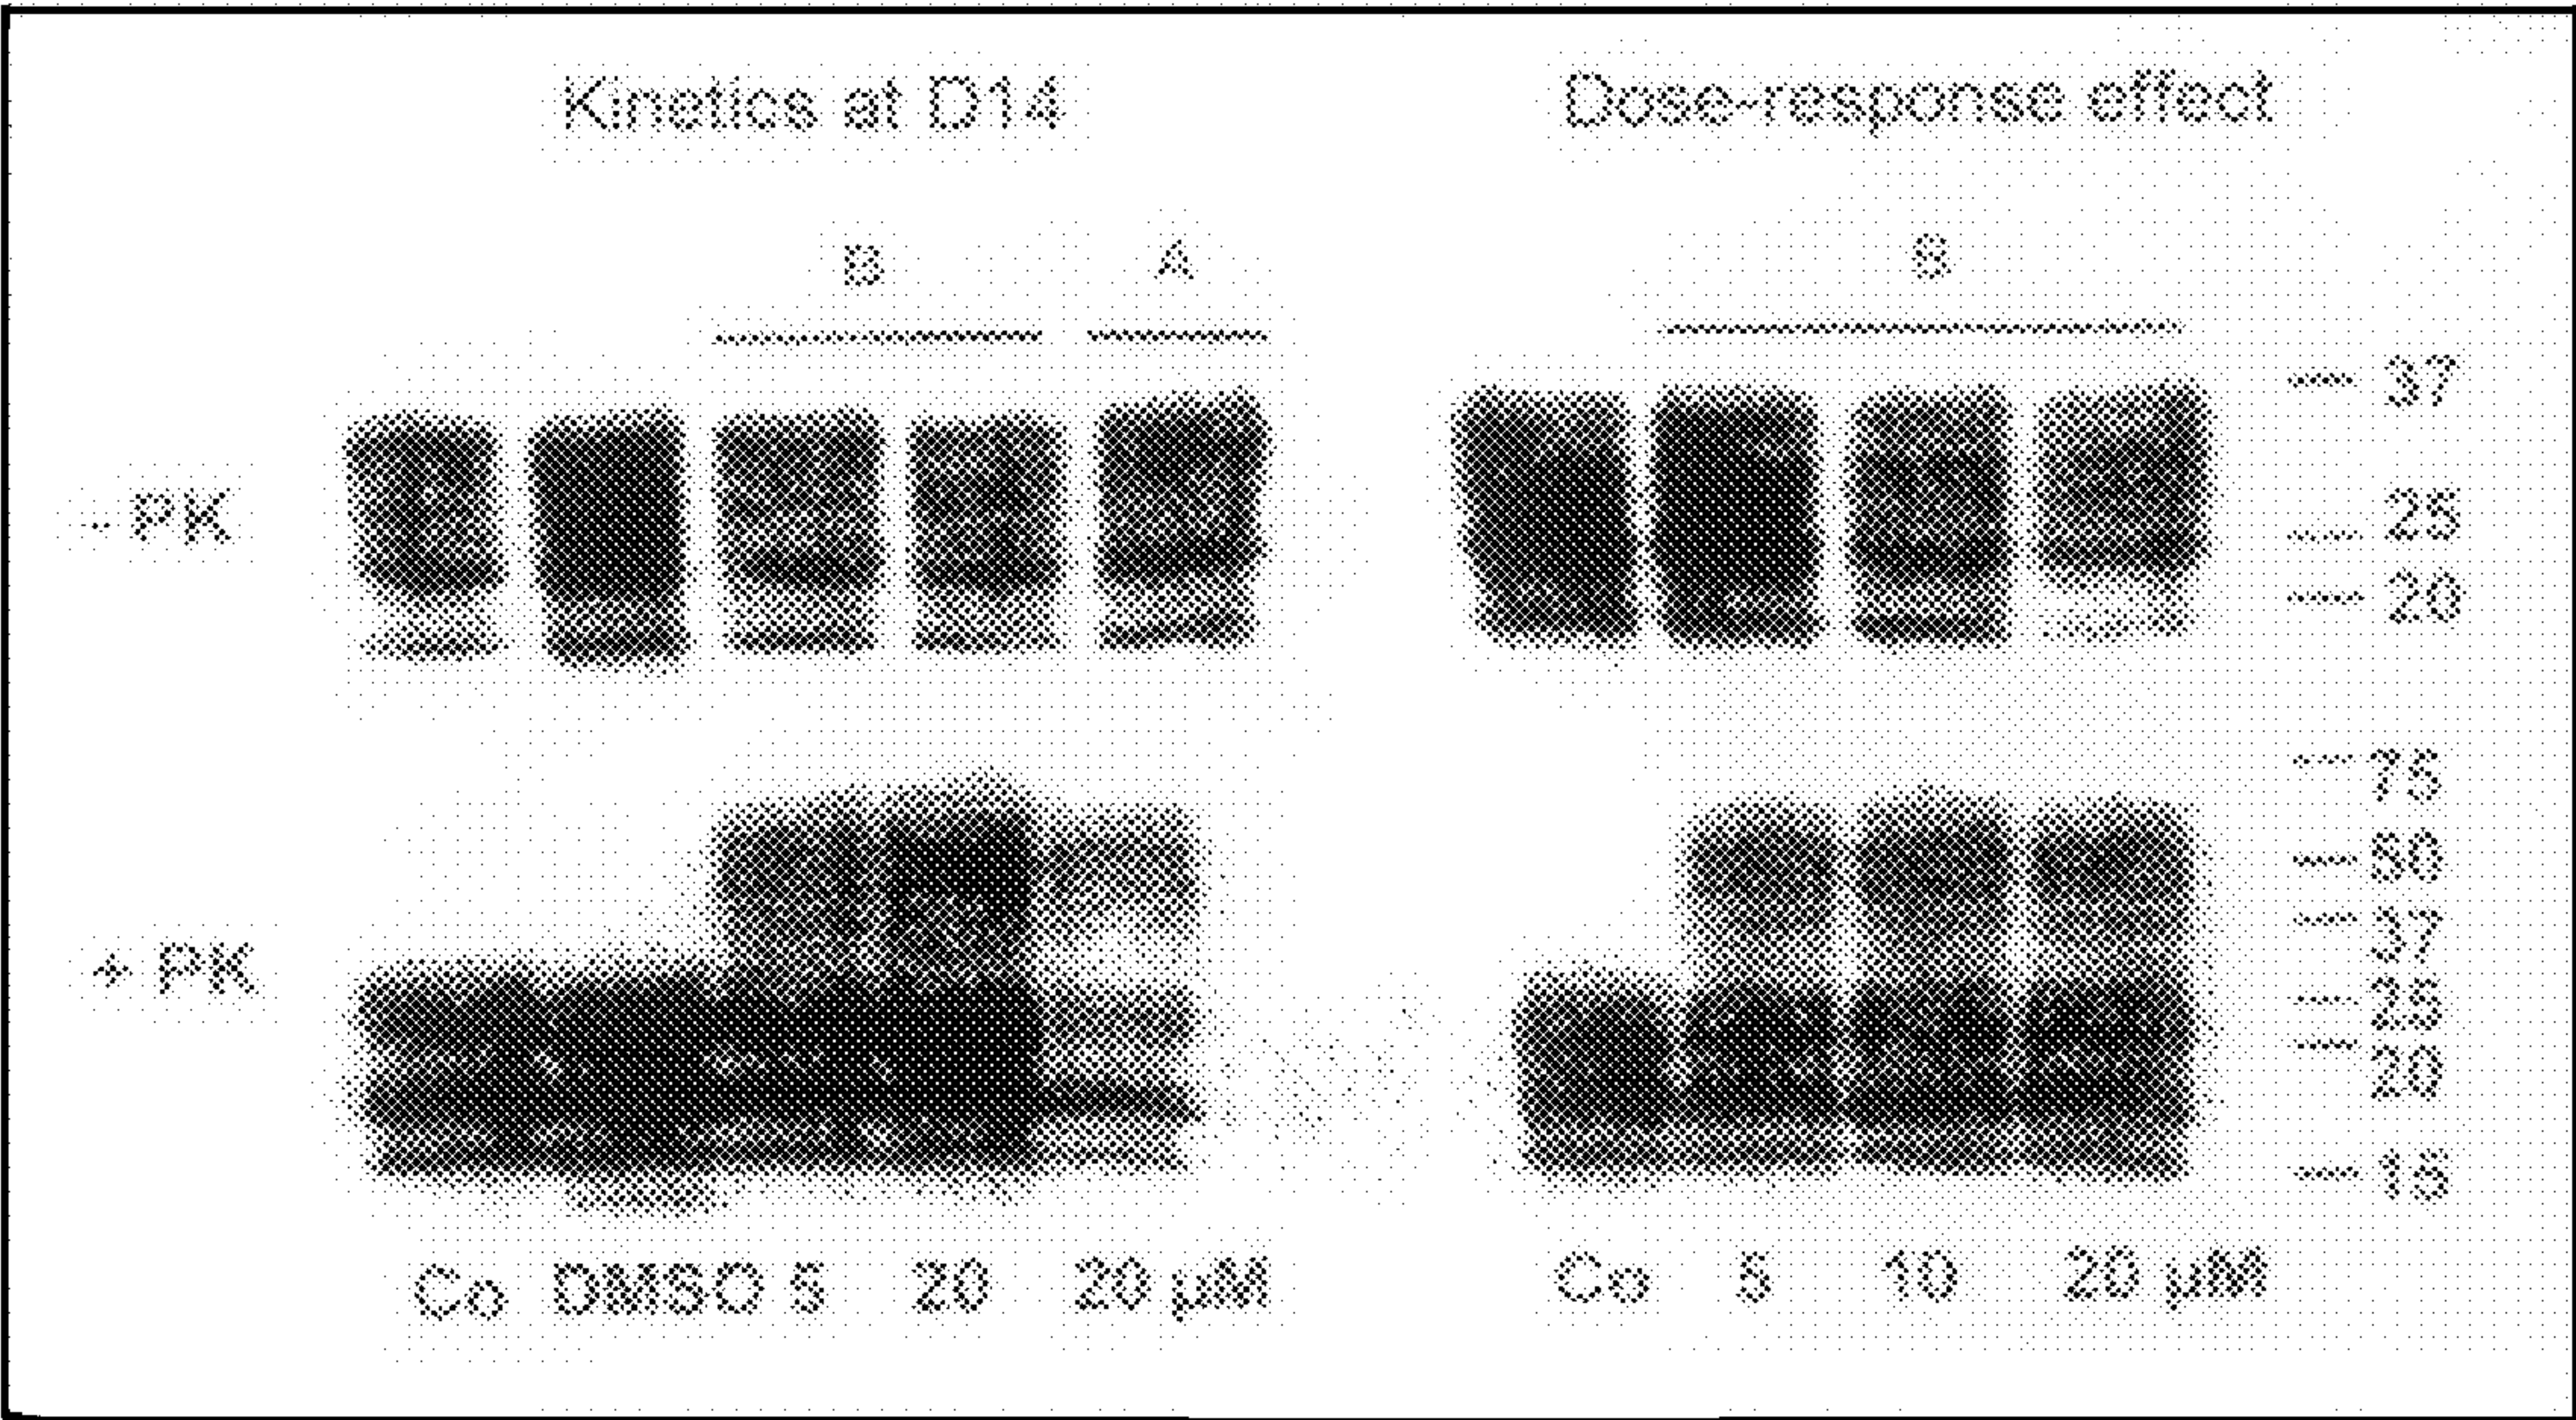 Kinetics at D14
Dose-response effect
B
A
B
37
- PK
25
20
75
50
37
+ PK
25
20
15
Co DMSO 5 20 20 µM
Co 5 10 20 µM